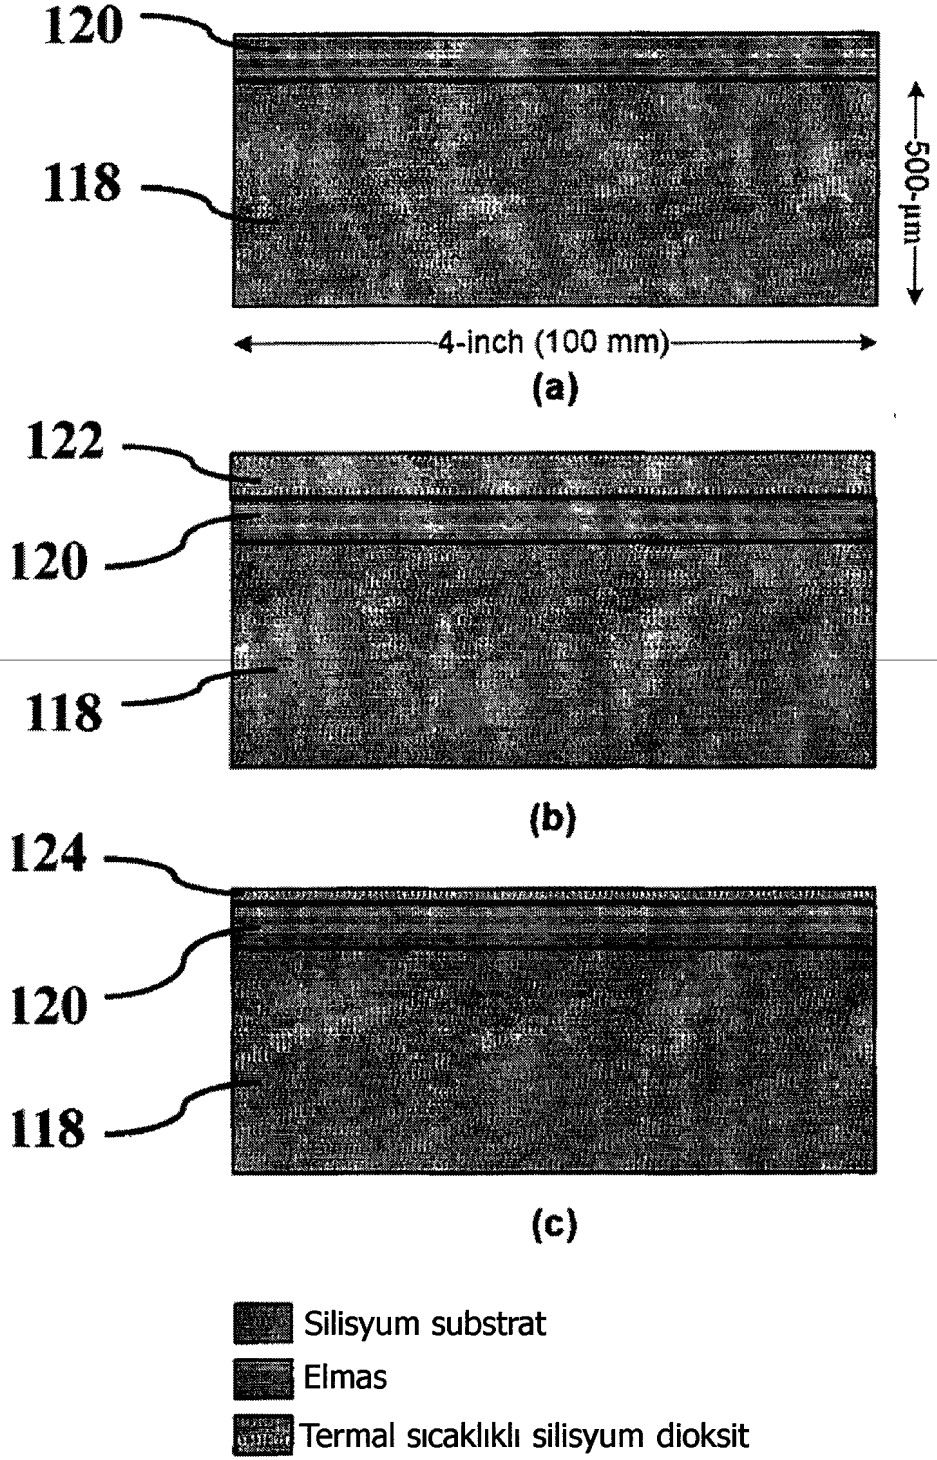 120
118
500-µm
4-inch (100 mm)
(a)
122
120
118
(b)
124
120
118
(c)
Silisyum substrat
Elmas
Termal sıcaklıklı silisyum dioksit